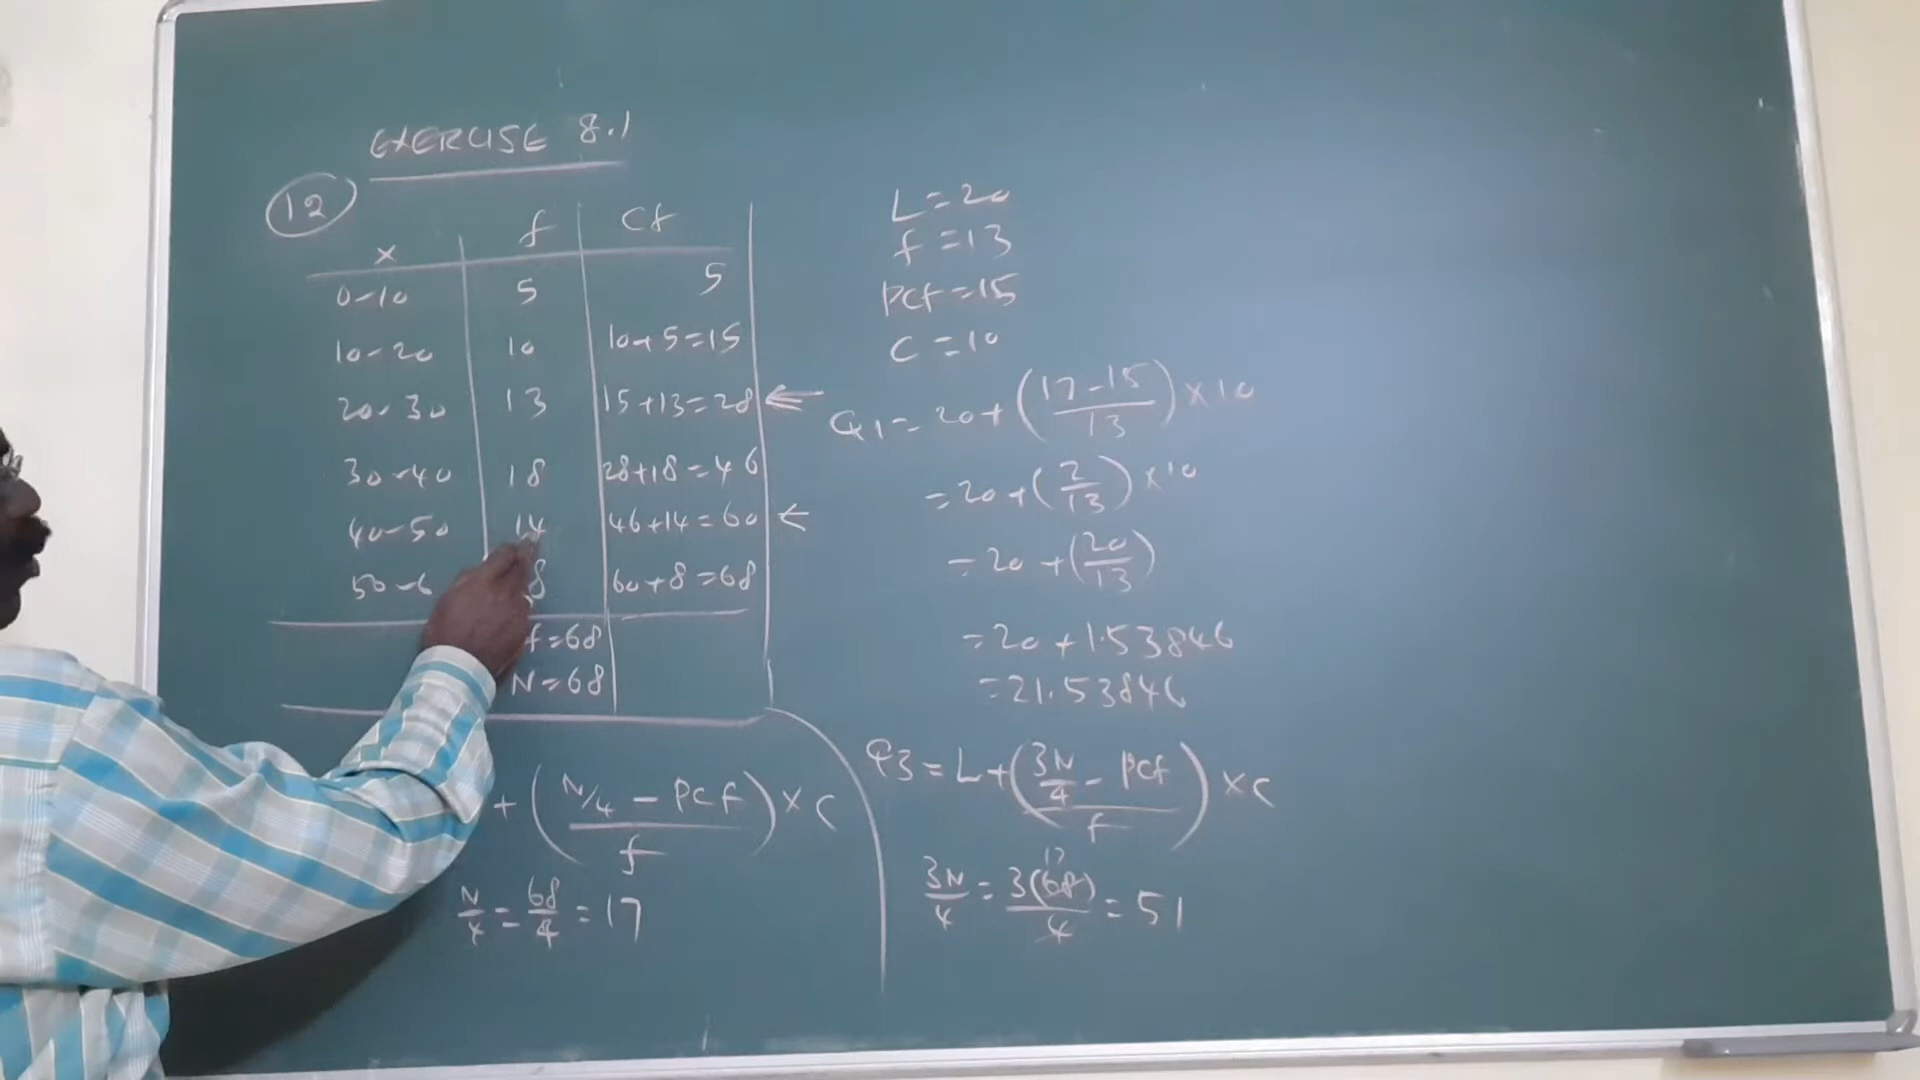 EXERCISE 8.1
12
x f cf
0-10 5 5
10-20 10 10+5=15
20-30 13 15+13=28
30-40 18 28+18=46
40-50 14 46+14=60
50-6 8 60+8=68
f=68
N=68
+ (N/4 - Pcf / f) × c
N/4 = 68/4 = 17
L=20
f=13
Pcf=15
C=10
Q1 = 20+ (17-15 / 13) ×10
= 20+ (2/13) ×10
= 20 + (20/13)
= 20 + 1.53846
= 21.53846
Q3 = L+ (3N/4 - Pcf / f) × c
3N/4 = 3(68)/4 = 51
17